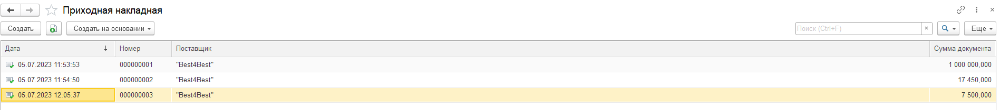 Приходная накладная
Создать Создать на основании Поиск (Ctrl+F) × Еще
Дата ↓ Номер Поставщик Сумма документа
05.07.2023 11:53:53 000000001 "Best4Best" 1 000 000,000
05.07.2023 11:54:50 000000002 "Best4Best" 17 450,000
05.07.2023 12:05:37 000000003 "Best4Best" 7 500,000